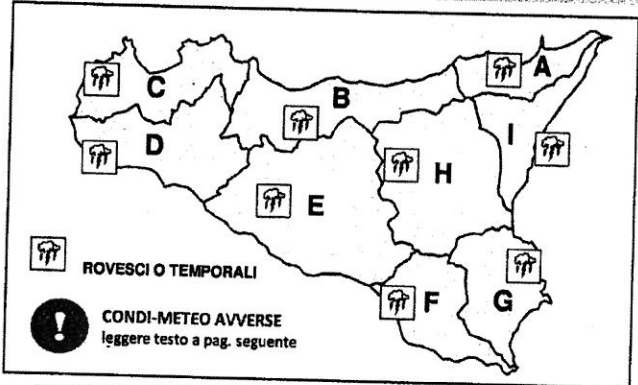 A
C
B
I
D
H
E
ROVESCI O TEMPORALI
F
G
CONDI-METEO AVVERSE
leggere testo a pag. seguente